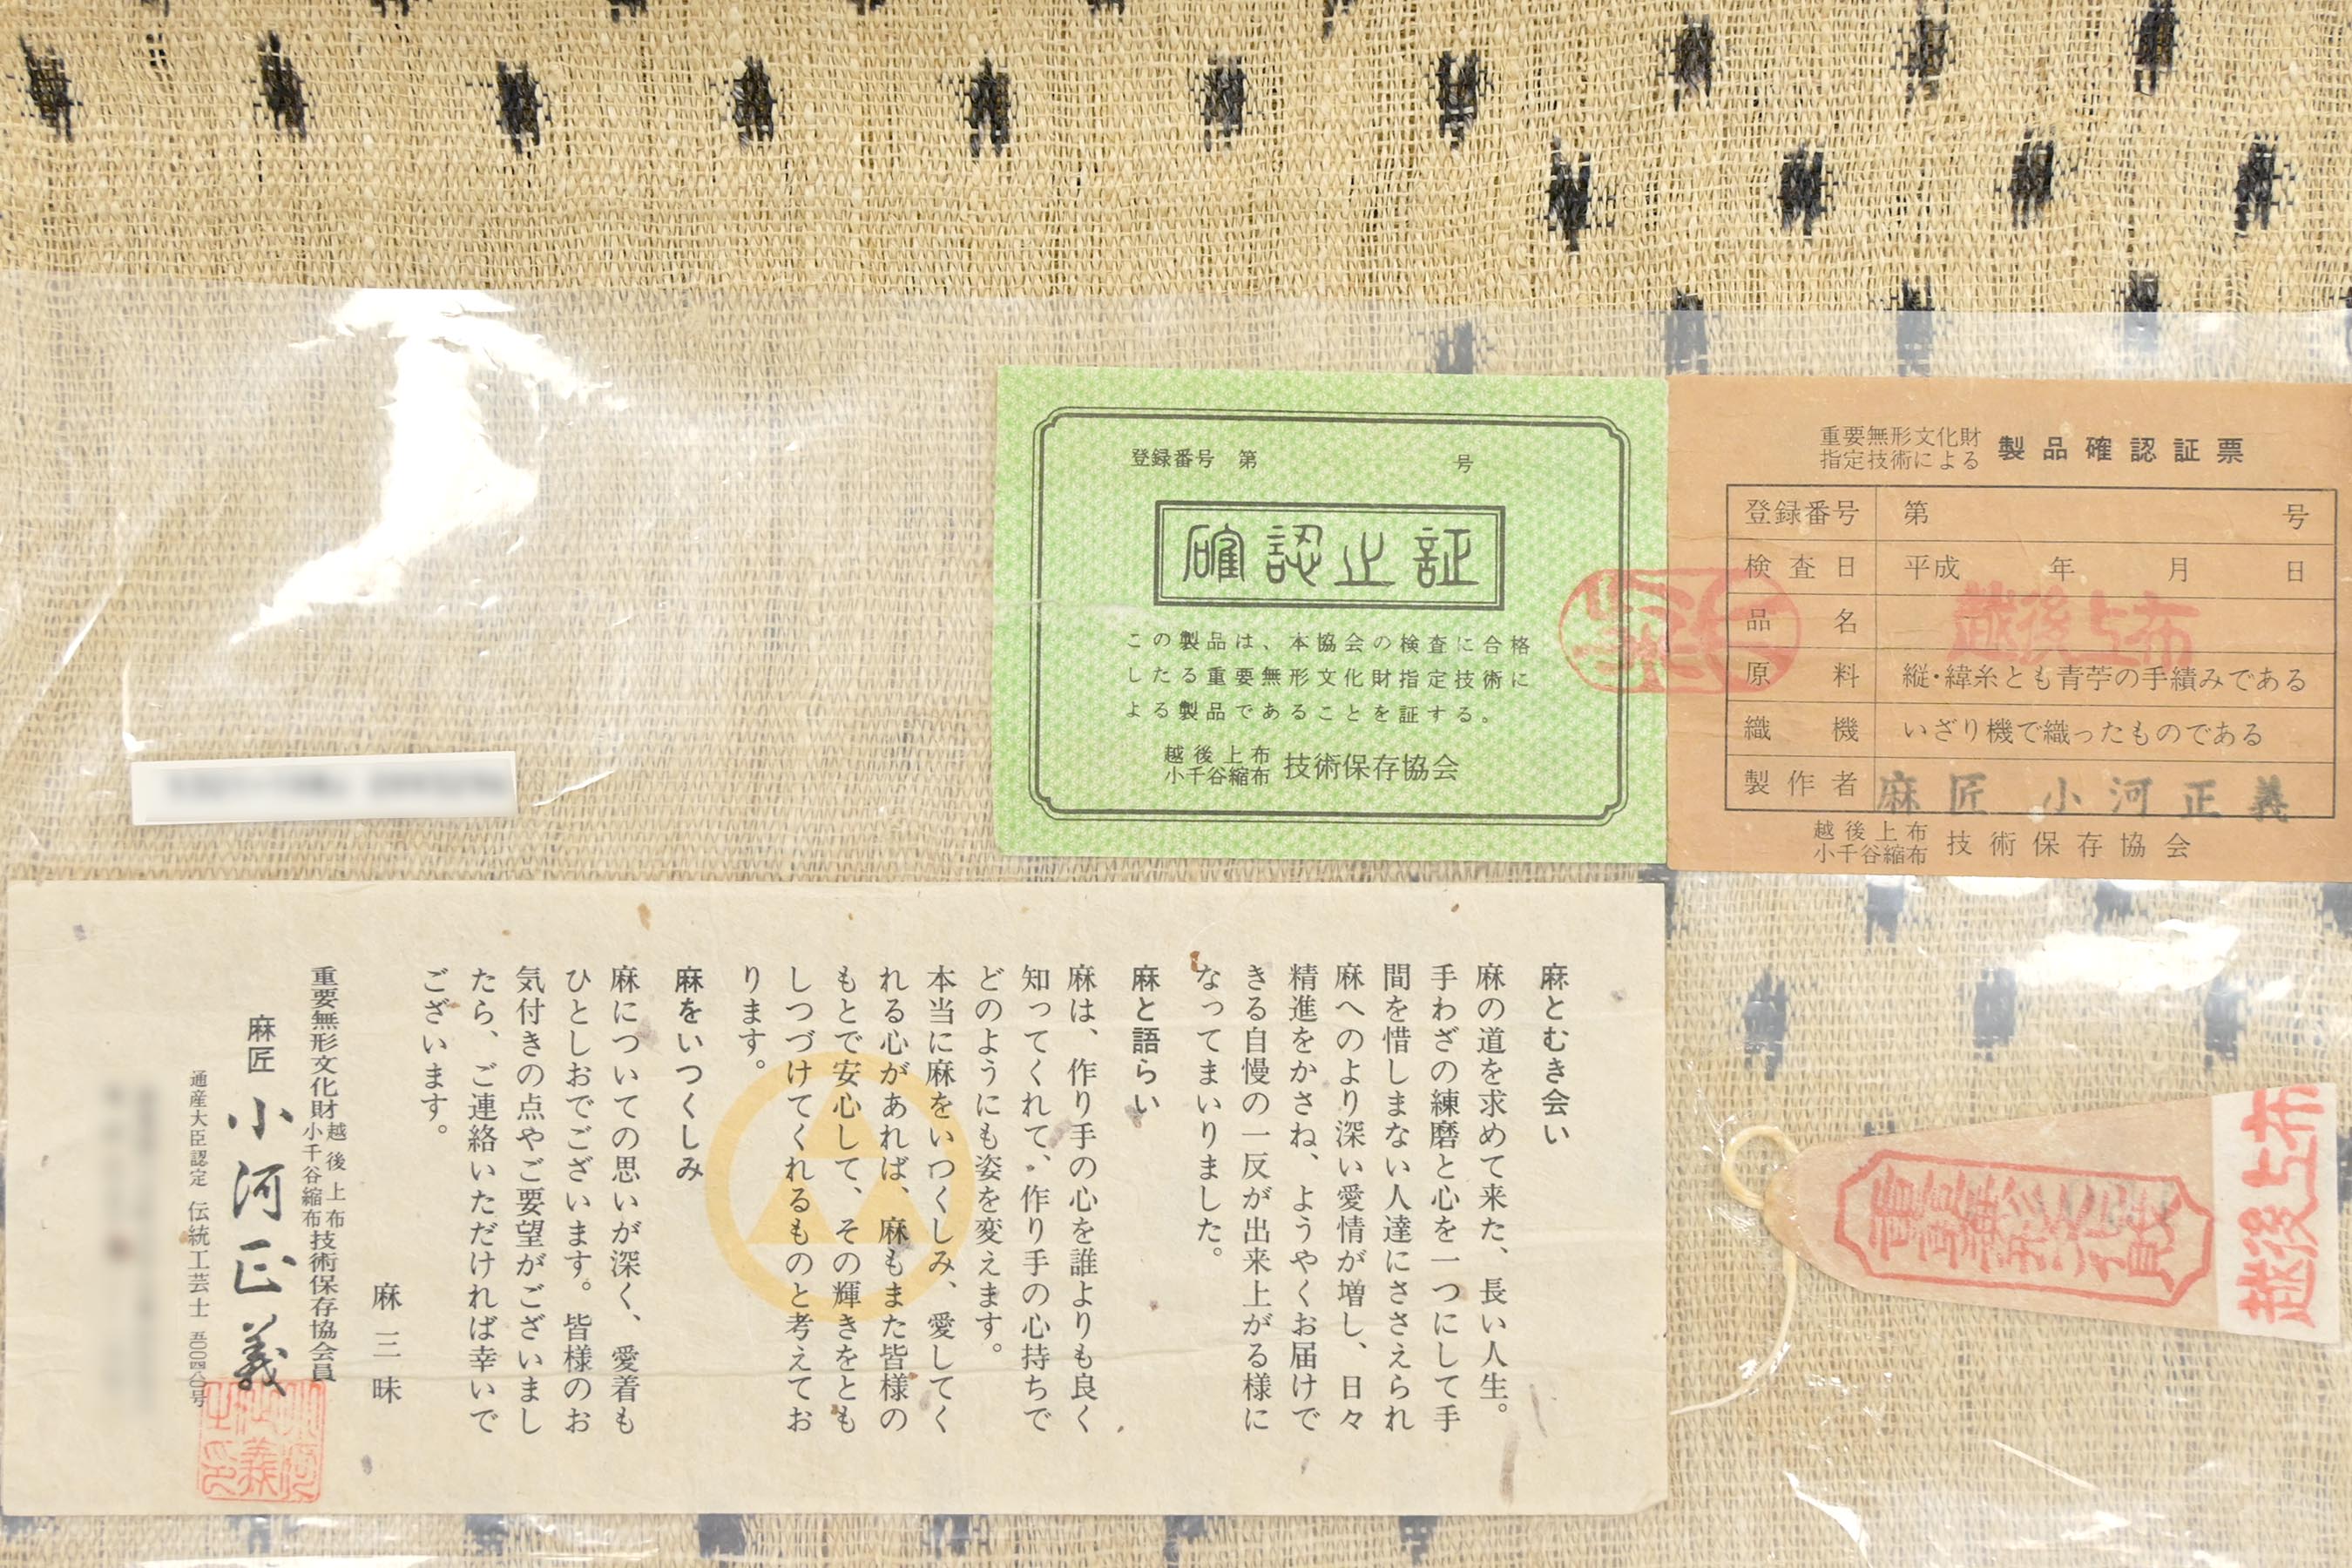 登録番号 第 号
確認止証
この製品は、本協会の検査に合格
したる重要無形文化財指定技術に
よる製品であることを証する。
越後上布
小千谷縮布
技術保存協会
重要無形文化財
指定技術による
製品確認証票
登録番号 第 号
検査日 平成 年 月 日
品名 越後上布
原料 縦・緯糸とも青苧の手績みである
織機 いざり機で織ったものである
製作者 麻匠 小河正義
越後上布
小千谷縮布
技術保存協会
麻とむき会い
麻の道を求めて来た、長い人生。
手わざの練磨と心を一つにして手
間を惜しまない人達にささえられ
麻へのより深い愛情が増し、日々
精進をかさね、ようやくお届けで
きる自慢の一反が出来上がる様に
なってまいりました。
麻と語らい
麻は、作り手の心を誰よりも良く
知ってくれて、作り手の心持ちで
どのようにも姿を変えます。
本当に麻をいつくしみ、愛してく
れる心があれば、麻もまた皆様の
もとで安心して、その輝きをとも
しつづけてくれるものと考えてお
ります。
麻をいつくしみ
麻についての思いが深く、愛着も
ひとしおでございます。皆様のお
気付きの点やご要望がございまし
たら、ご連絡いただければ幸いで
ございます。
麻三昧
重要無形文化財
越後上布
小千谷縮布
技術保存協会員
麻匠 小河正義
通産大臣認定 伝統工芸士 五〇〇四八〇号
重要無形文化財
越後上布